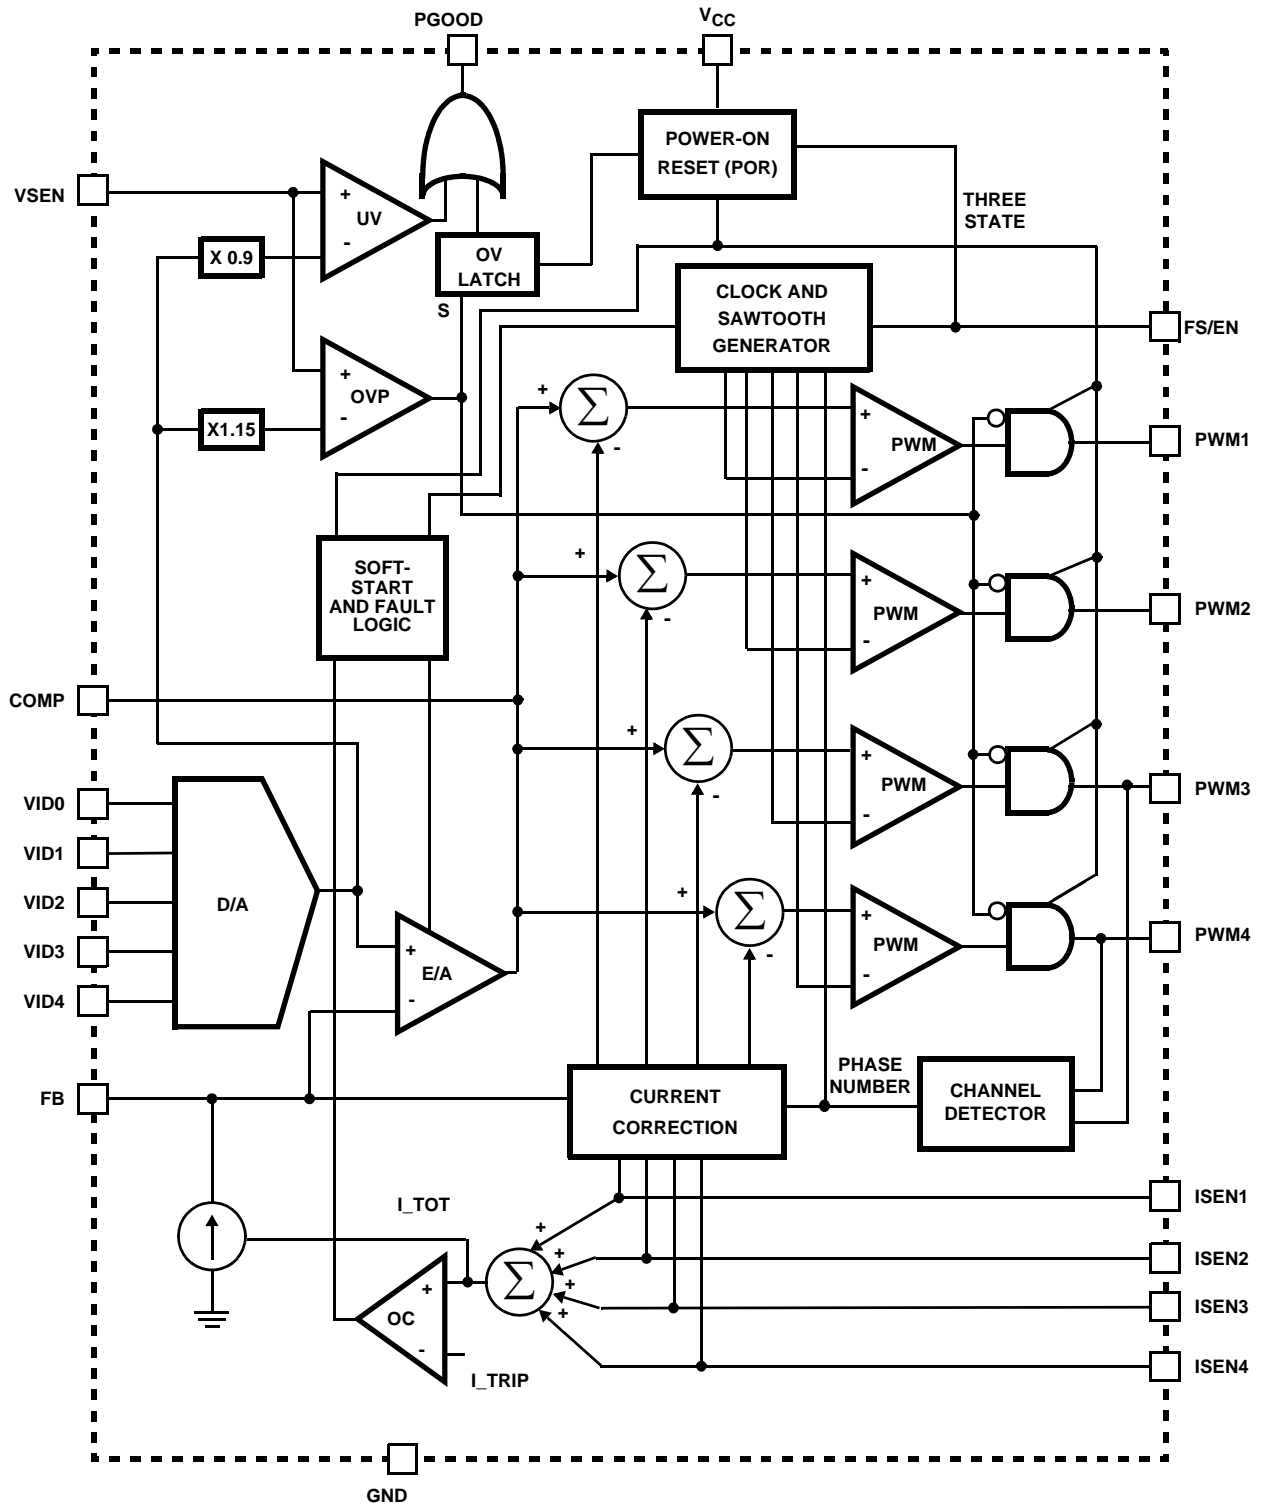 PGOOD
VCC
POWER-ON
RESET (POR)
VSEN
+
UV
-
THREE
STATE
X 0.9
OV
LATCH
S
CLOCK AND
SAWTOOTH
GENERATOR
FS/EN
+
OVP
-
X1.15
+
Σ
-
+
PWM
-
PWM1
SOFT-
START
AND FAULT
LOGIC
+
Σ
-
+
PWM
-
PWM2
COMP
+
Σ
-
+
PWM
-
PWM3
VID0
VID1
VID2
VID3
VID4
D/A
+
E/A
-
+
Σ
-
+
PWM
-
PWM4
FB
CURRENT
CORRECTION
PHASE
NUMBER
CHANNEL
DETECTOR
I_TOT
+
+
+
+
Σ
ISEN1
ISEN2
ISEN3
ISEN4
+
OC
-
I_TRIP
GND